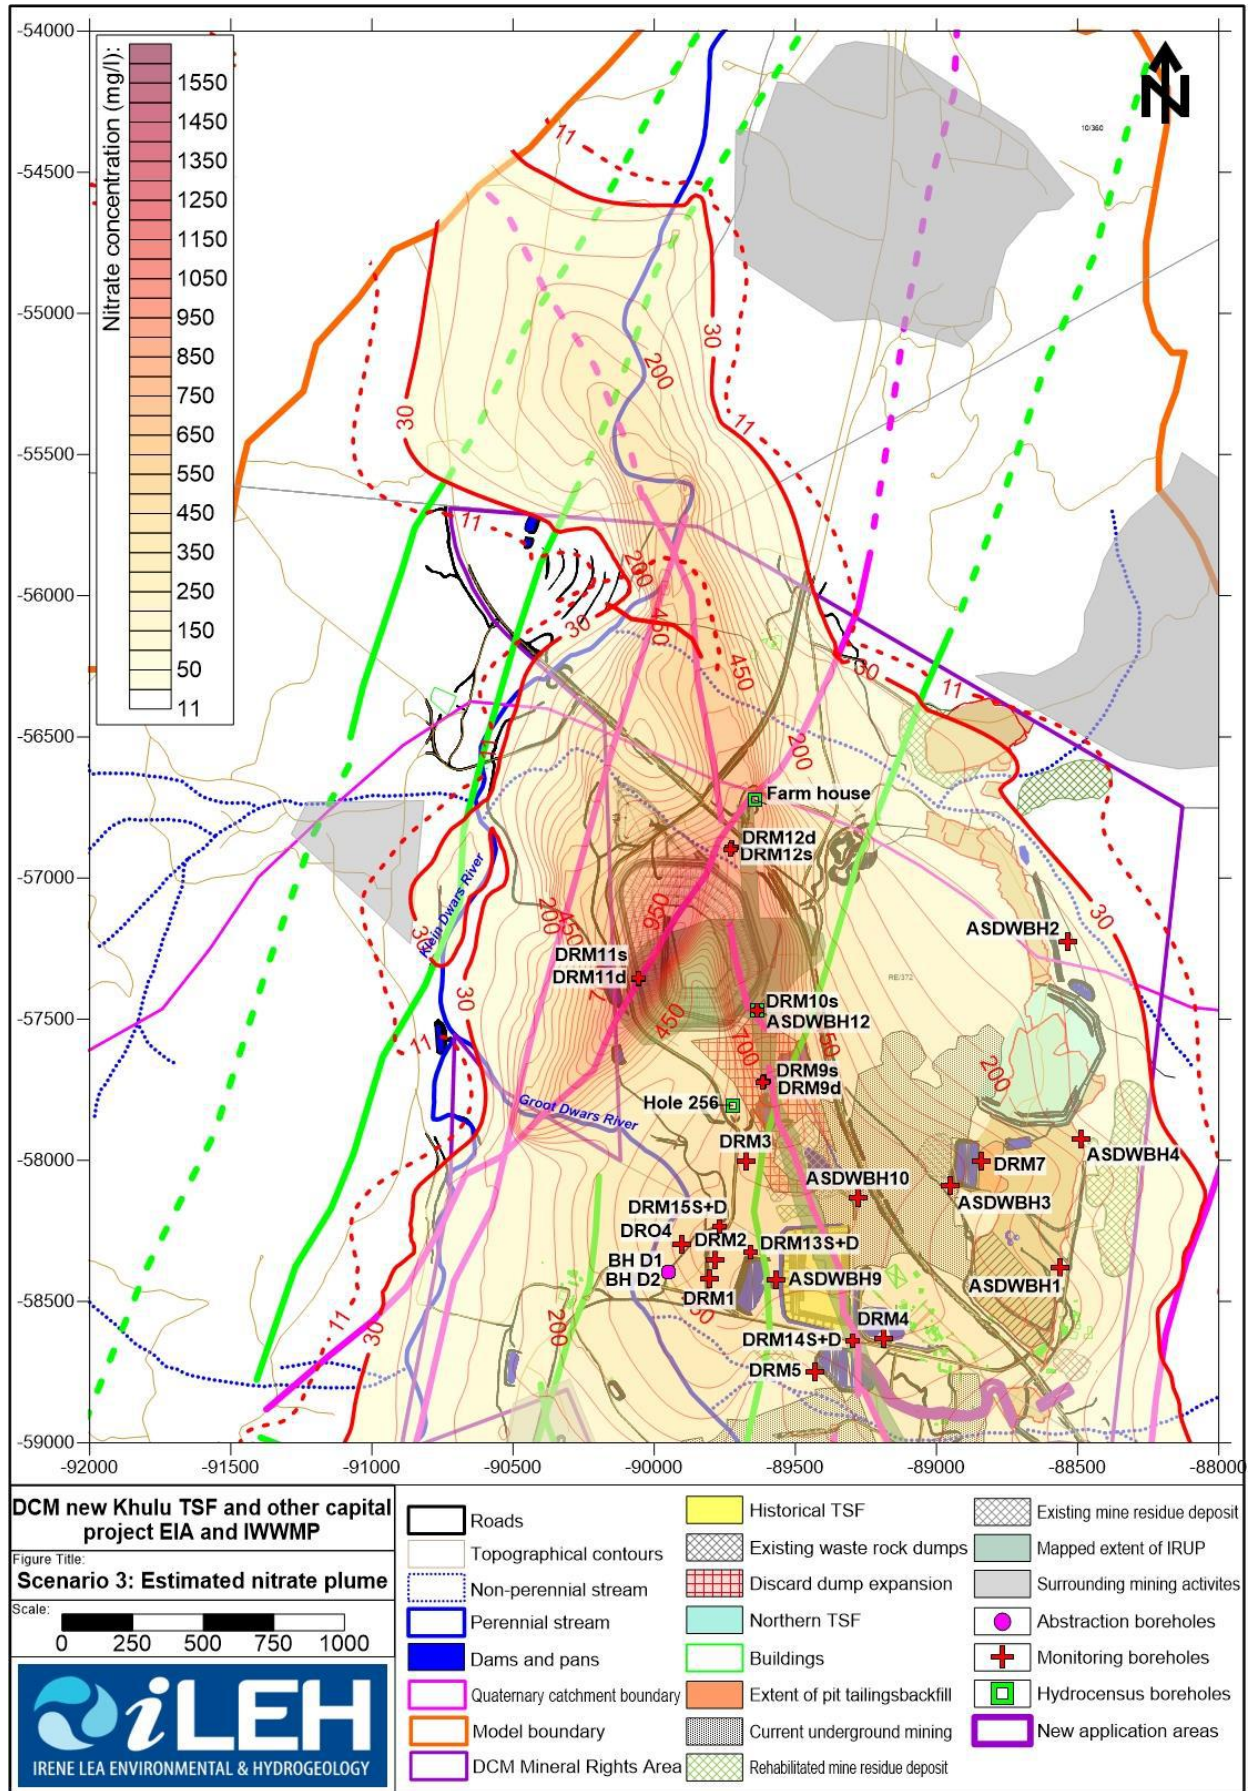 -54000
-54500
-55000
-55500
-56000
-56500
-57000
-57500
-58000
-58500
-59000
-92000
-91500
-91000
-90500
-90000
-89500
-89000
-88500
-88000
Nitrate concentration (mg/l):
1550
1450
1350
1250
1150
1050
950
850
750
650
550
450
350
250
150
50
11
N
10/360
11
30
30
200
11
11
200
30
450
450
200
30
11
11
Farm house
DRM12d
DRM12s
950
200
450
30
Klein Dwars River
30
ASDWBH2
DRM11s
DRM11d
RE/372
DRM10s
ASDWBH12
450
700
30
11
200
DRM9s
DRM9d
Hole 256
Groot Dwars River
DRM3
DRM7
ASDWBH4
ASDWBH10
ASDWBH3
DRM15S+D
DRO4
DRM2
DRM13S+D
BH D1
BH D2
ASDWBH9
ASDWBH1
DRM1
11
30
200
DRM4
DRM14S+D
DRM5
DCM new Khulu TSF and other capital
project EIA and IWWMP
Figure Title:
Scenario 3: Estimated nitrate plume
Scale:
0 250 500 750 1000
iLEH
IRENE LEA ENVIRONMENTAL & HYDROGEOLOGY
Roads
Topographical contours
Non-perennial stream
Perennial stream
Dams and pans
Quaternary catchment boundary
Model boundary
DCM Mineral Rights Area
Historical TSF
Existing waste rock dumps
Discard dump expansion
Northern TSF
Buildings
Extent of pit tailingsbackfill
Current underground mining
Rehabilitated mine residue deposit
Existing mine residue deposit
Mapped extent of IRUP
Surrounding mining activites
Abstraction boreholes
Monitoring boreholes
Hydrocensus boreholes
New application areas